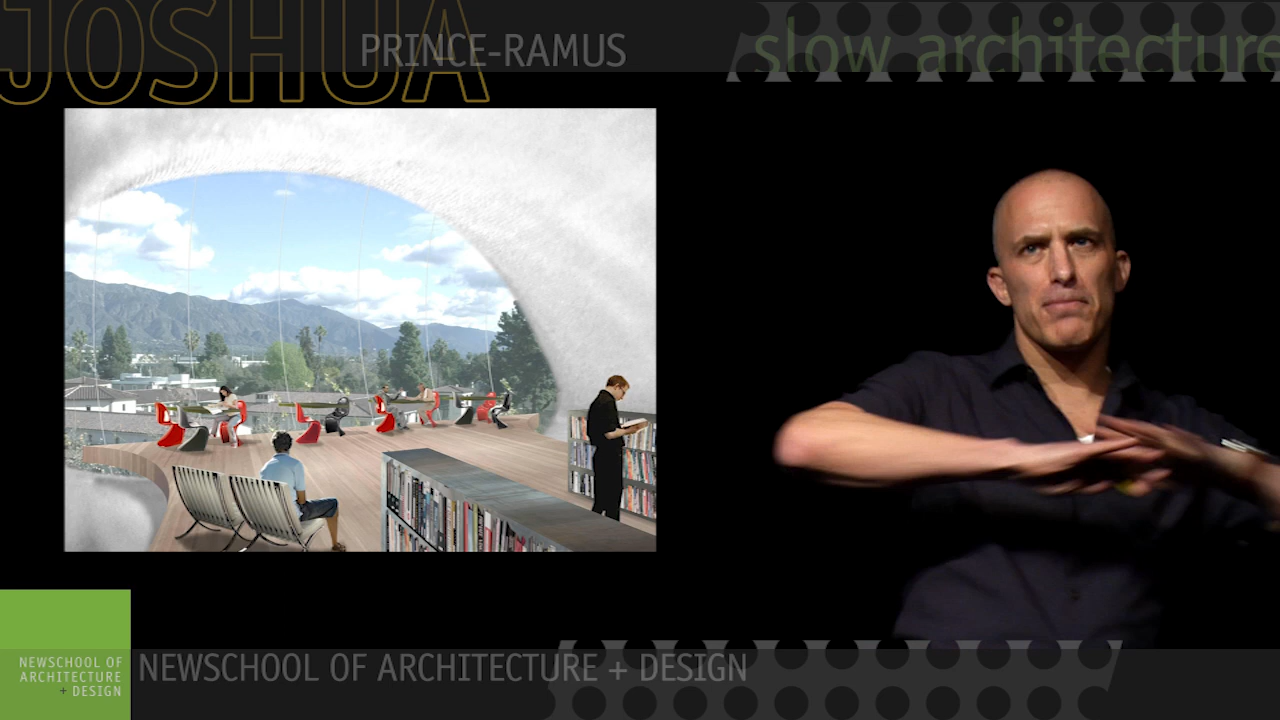 JOSHUA
PRINCE-RAMUS
slow architecture
NEWSCHOOL OF
ARCHITECTURE
+ DESIGN
NEWSCHOOL OF ARCHITECTURE + DESIGN